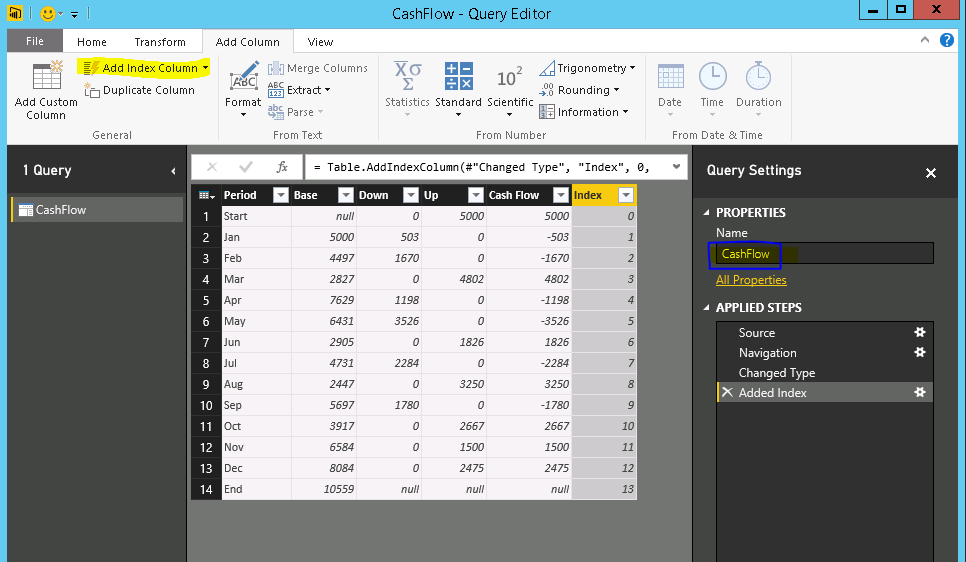 CashFlow - Query Editor
File Home Transform Add Column View
Add Custom Column
Add Index Column
Duplicate Column
General
ABC
Format
Merge Columns
ABC 123 Extract
abc Parse
From Text
XΣσ
Statistics
Standard
10² Scientific
Trigonometry
.00 Rounding
Information
From Number
Date
Time
Duration
From Date & Time
1 Query
CashFlow
fx = Table.AddIndexColumn(#"Changed Type", "Index", 0,
Period Base Down Up Cash Flow Index
1 Start null 0 5000 5000 0
2 Jan 5000 503 0 -503 1
3 Feb 4497 1670 0 -1670 2
4 Mar 2827 0 4802 4802 3
5 Apr 7629 1198 0 -1198 4
6 May 6431 3526 0 -3526 5
7 Jun 2905 0 1826 1826 6
8 Jul 4731 2284 0 -2284 7
9 Aug 2447 0 3250 3250 8
10 Sep 5697 1780 0 -1780 9
11 Oct 3917 0 2667 2667 10
12 Nov 6584 0 1500 1500 11
13 Dec 8084 0 2475 2475 12
14 End 10559 null null null 13
Query Settings
PROPERTIES
Name
CashFlow
All Properties
APPLIED STEPS
Source
Navigation
Changed Type
Added Index